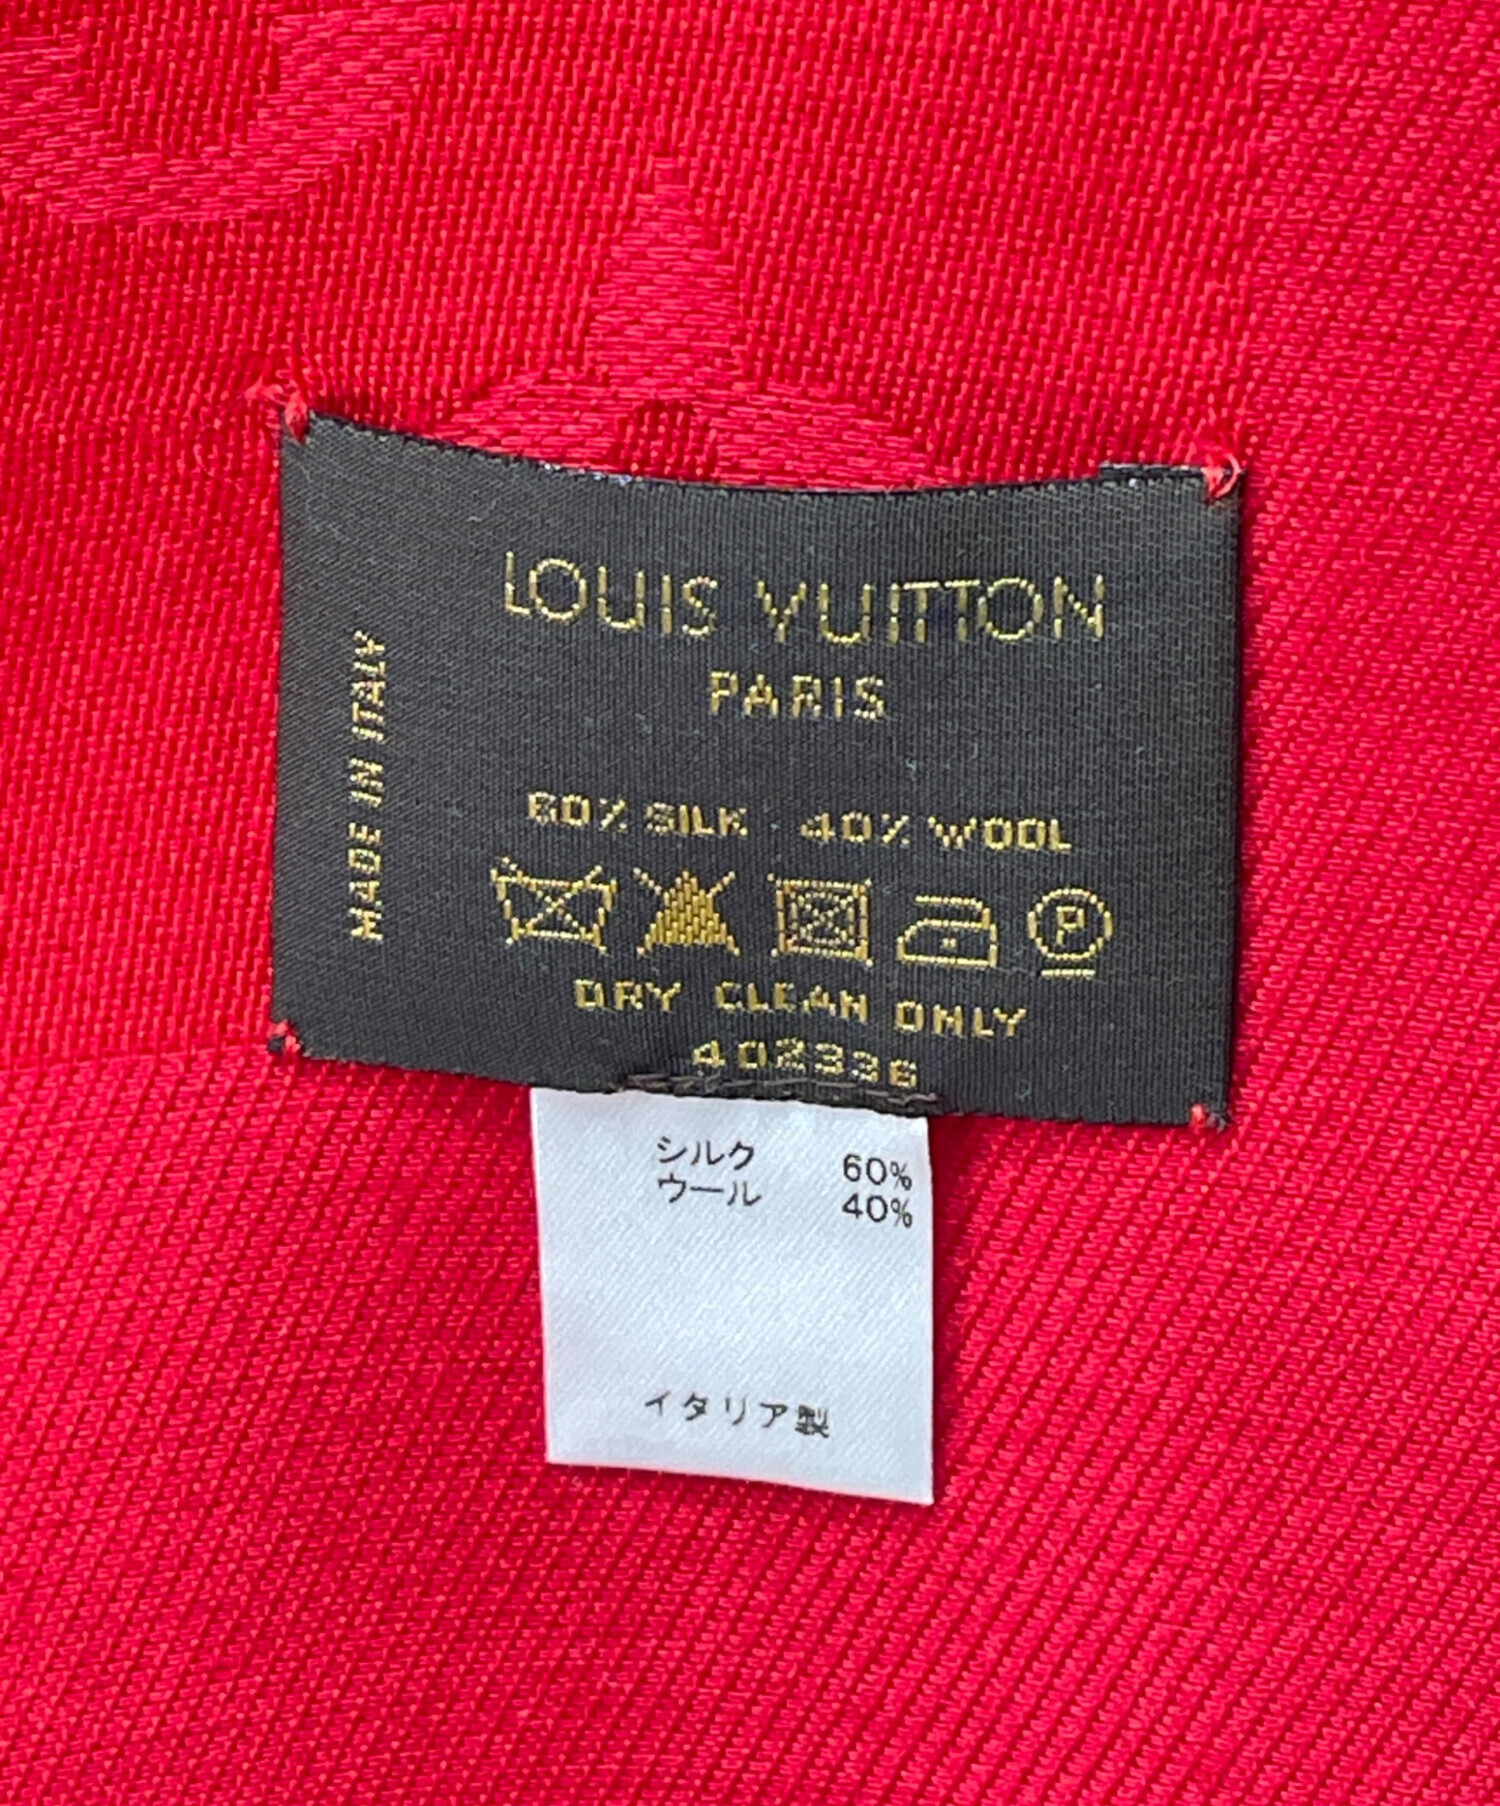 LOUIS VUITTON
PARIS
MADE IN ITALY
60% SILK 40% WOOL
P
DRY CLEAN ONLY
402336
シルク 60%
ウール 40%
イタリア製